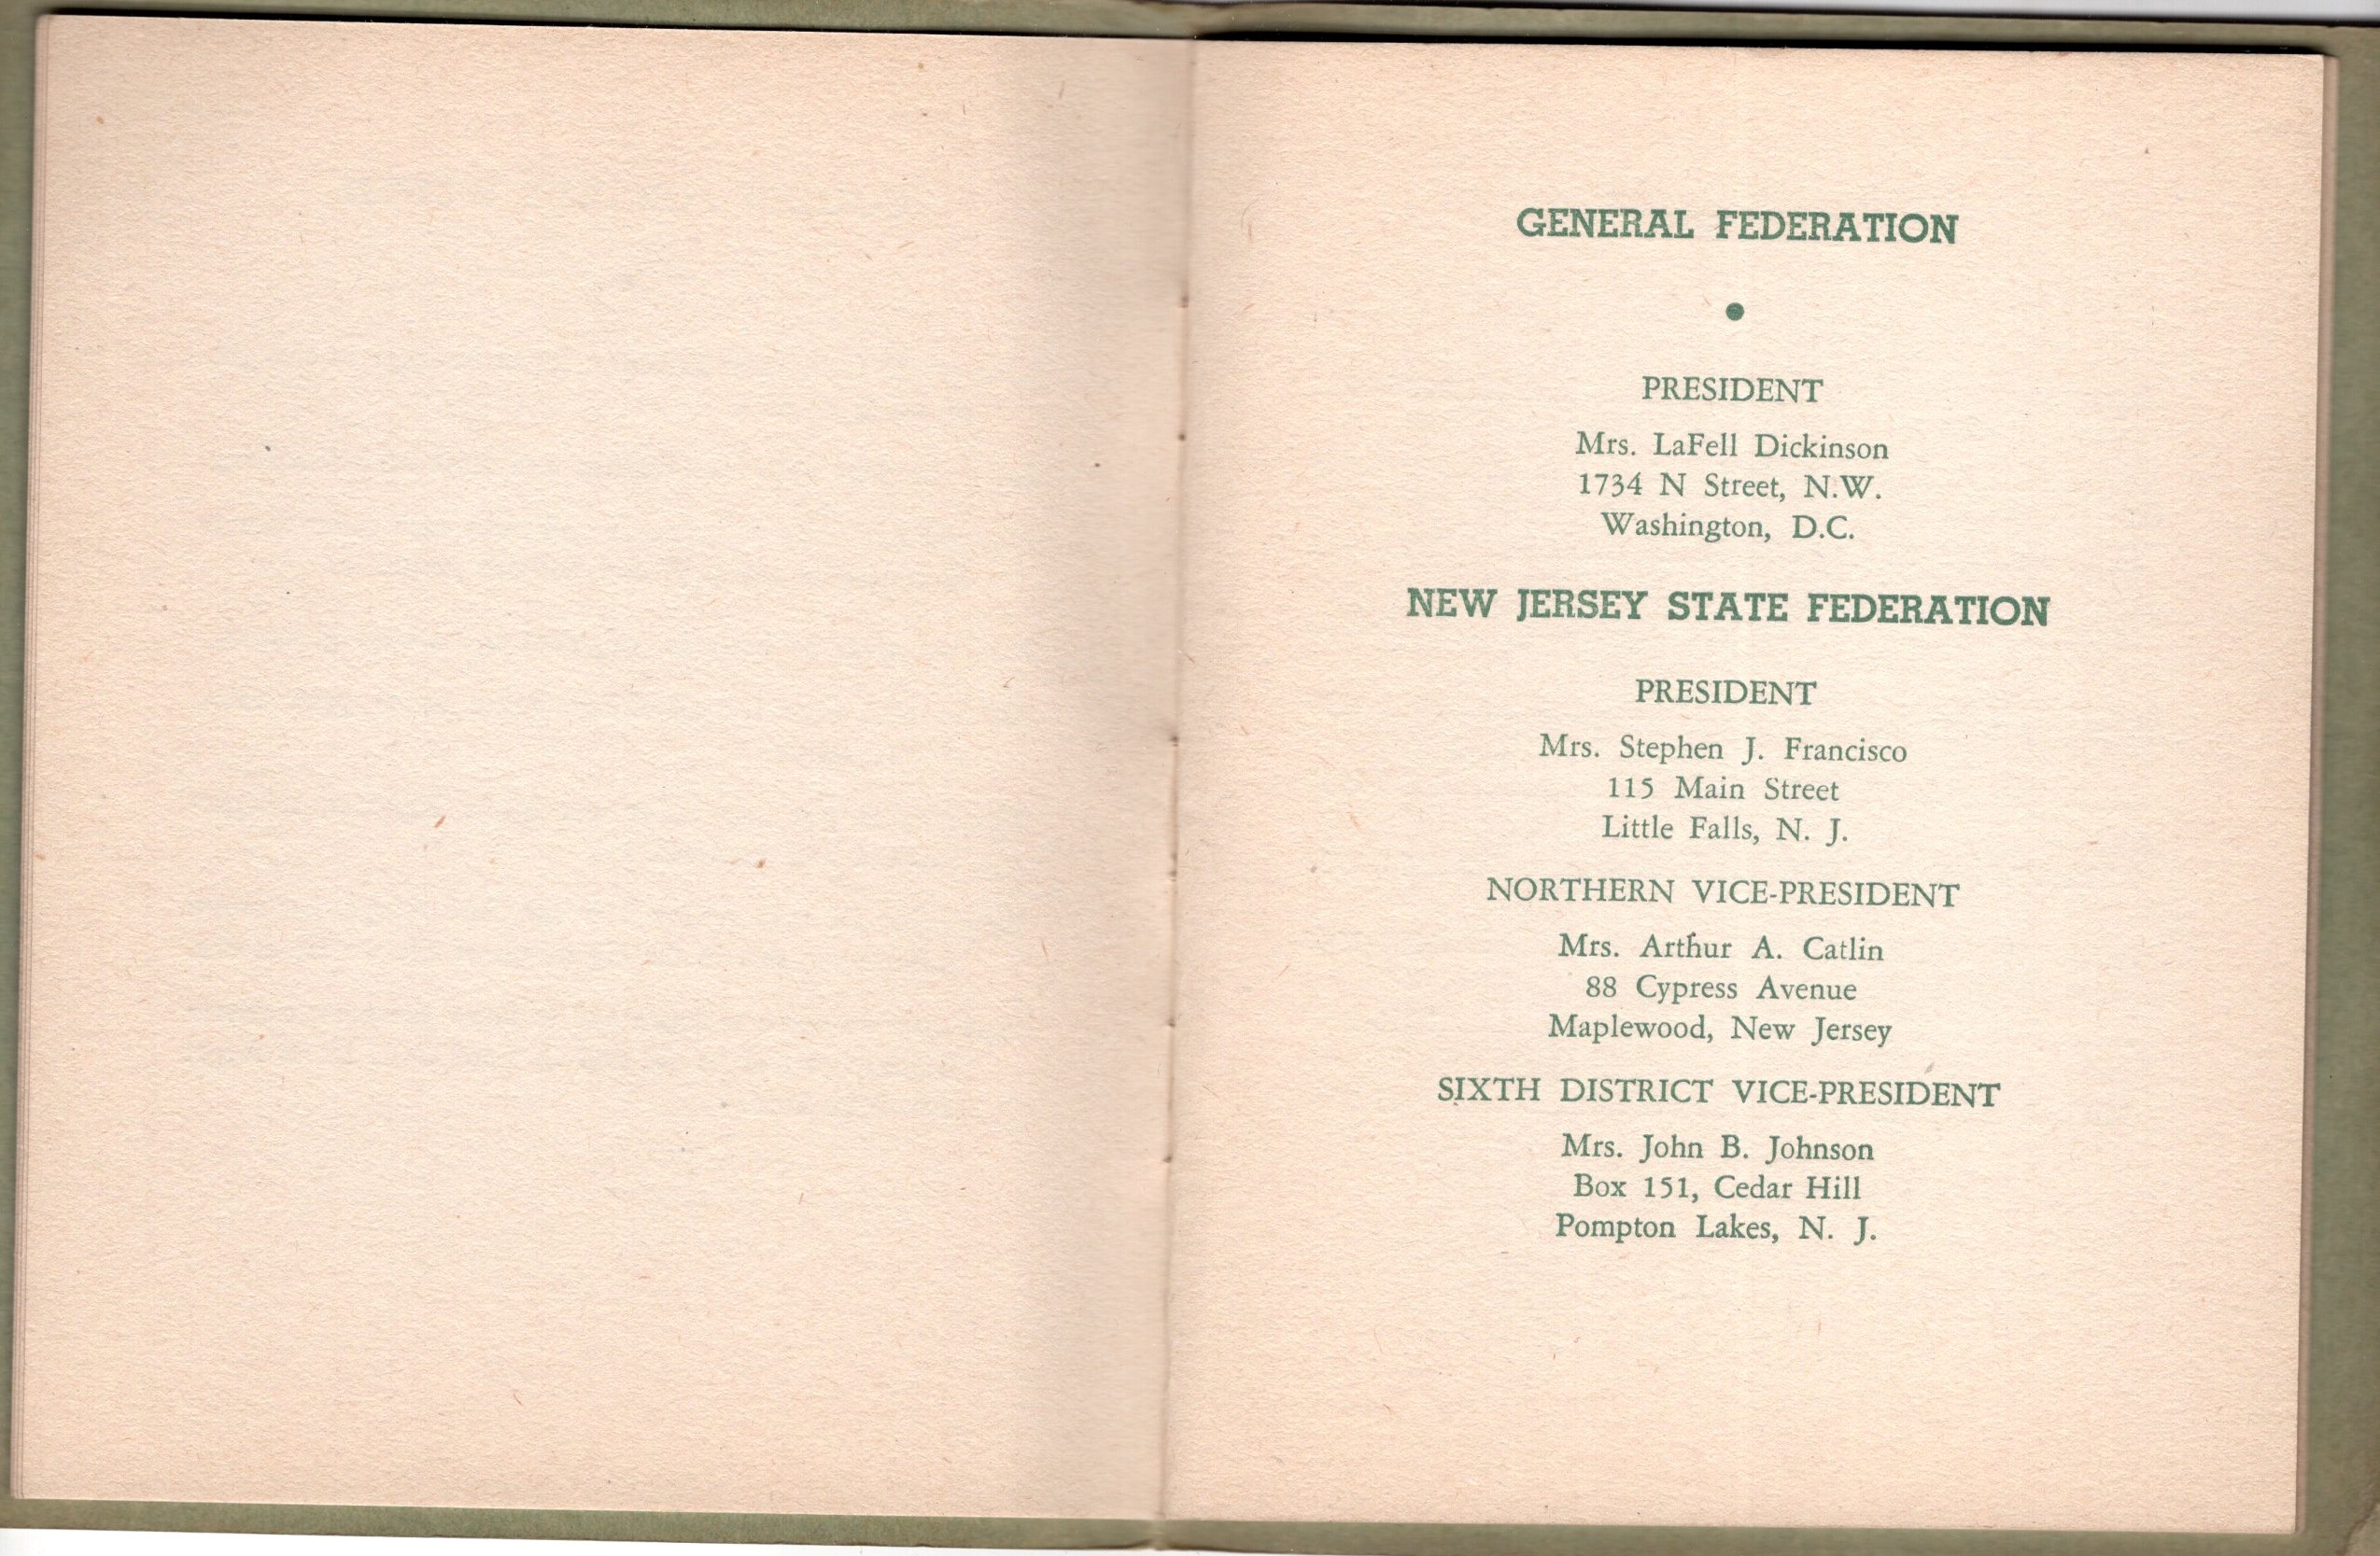 GENERAL FEDERATION
PRESIDENT
Mrs. LaFell Dickinson
1734 N Street, N.W.
Washington, D.C.
NEW JERSEY STATE FEDERATION
PRESIDENT
Mrs. Stephen J. Francisco
115 Main Street
Little Falls, N. J.
NORTHERN VICE-PRESIDENT
Mrs. Arthur A. Catlin
88 Cypress Avenue
Maplewood, New Jersey
SIXTH DISTRICT VICE-PRESIDENT
Mrs. John B. Johnson
Box 151, Cedar Hill
Pompton Lakes, N. J.